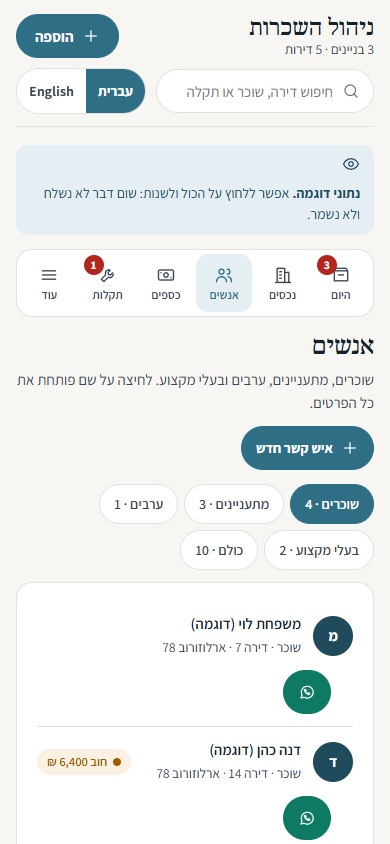 ניהול השכרות
3 בניינים · 5 דירות
הוספה
חיפוש דירה, שוכר או תקלה
עברית
English
נתוני דוגמה. אפשר ללחוץ על הכול ולשנות: שום דבר לא נשלח
ולא נשמר.
3
היום
נכסים
אנשים
כספים
1
תקלות
עוד
אנשים
שוכרים, מתעניינים, ערבים ובעלי מקצוע. לחיצה על שם פותחת את
כל הפרטים.
איש קשר חדש
שוכרים · 4
מתעניינים · 3
ערבים · 1
בעלי מקצוע · 2
כולם · 10
מ
משפחת לוי (דוגמה)
שוכר · דירה 7 · ארלוזורוב 78
ד
דנה כהן (דוגמה)
שוכר · דירה 14 · ארלוזורוב 78
חוב 6,400 ₪